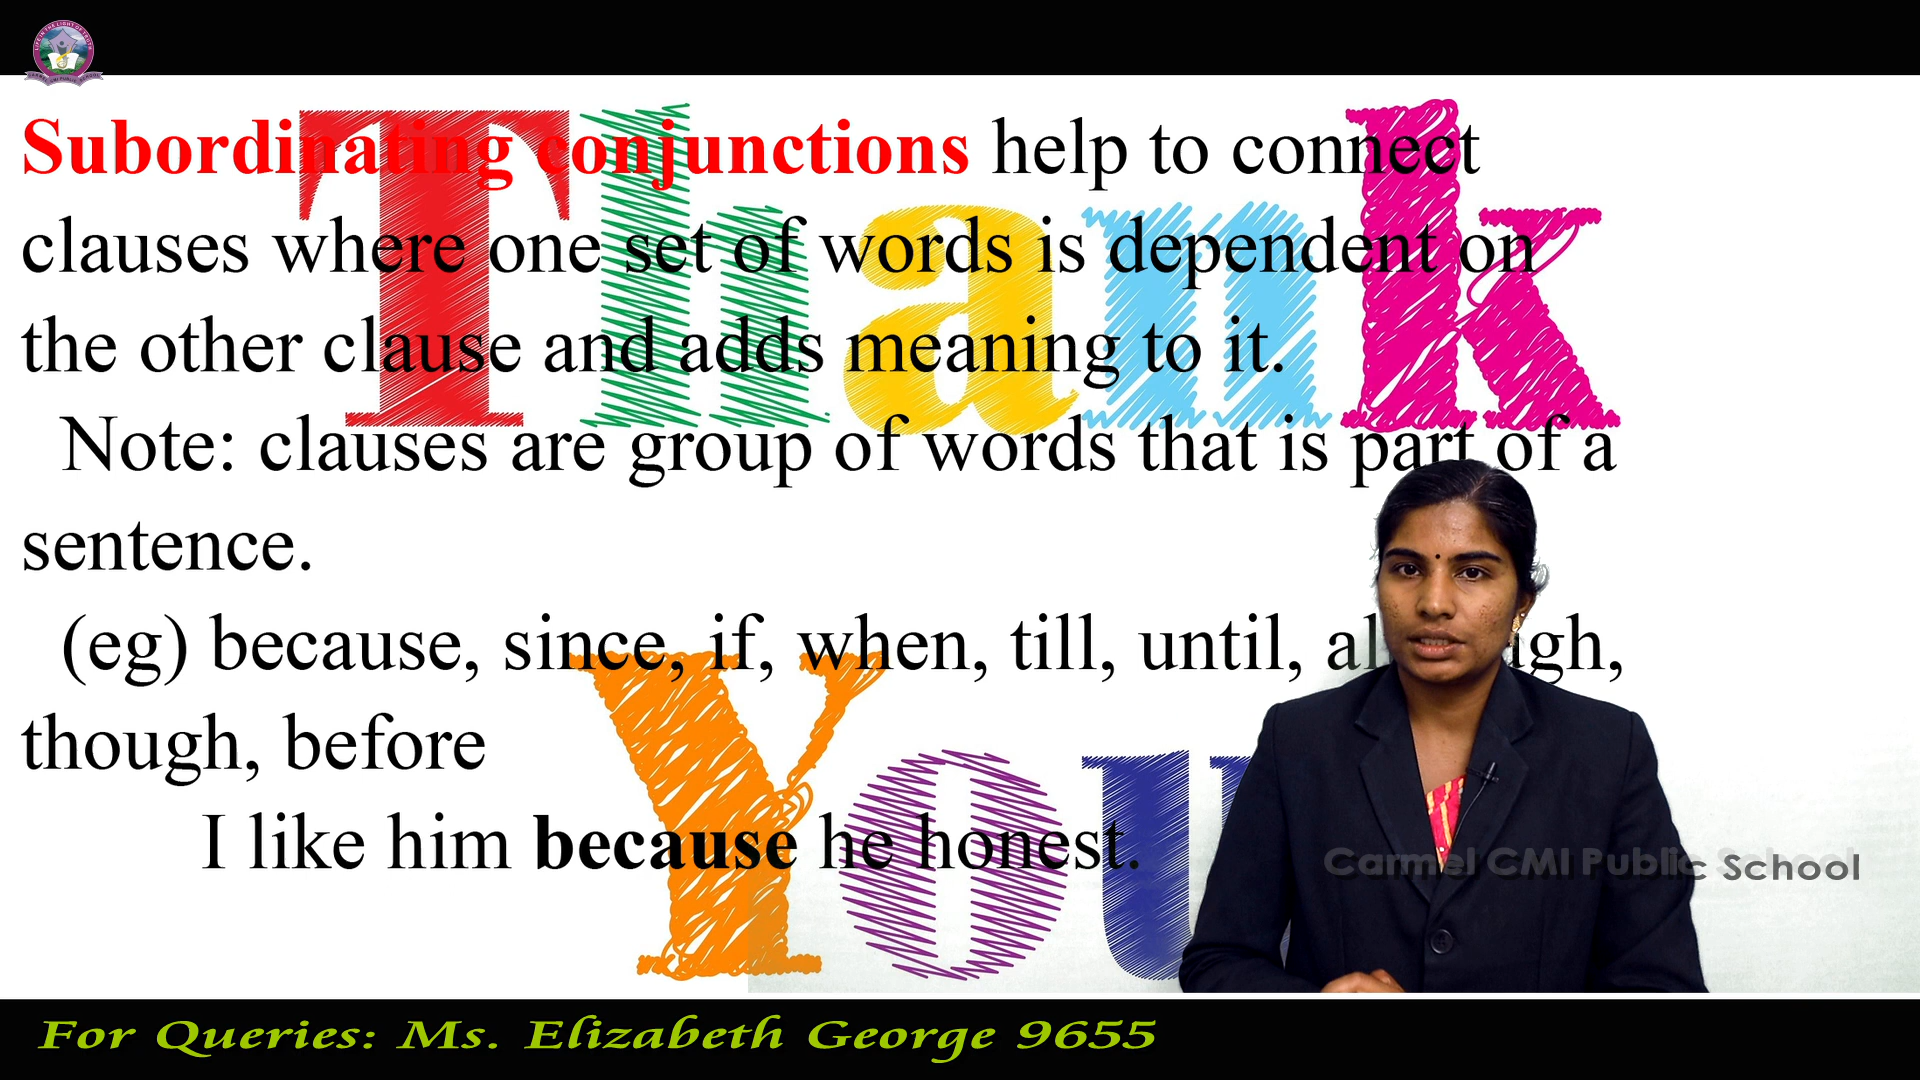 Subordinating conjunctions help to connect
clauses where one set of words is dependent on
the other clause and adds meaning to it.
Note: clauses are group of words that is part of a
sentence.
(eg) because, since, if, when, till, until,
though, before
I like him because he honest.
Thank
You
Carmel CMI Public School
For Queries: Ms. Elizabeth George 9655